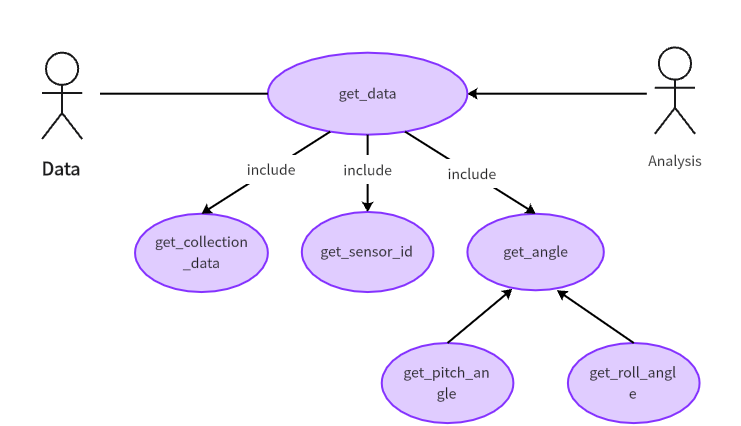 get_data
Data
Analysis
include
include
include
get_collection
_data
get_sensor_id
get_angle
get_pitch_an
gle
get_roll_angl
e